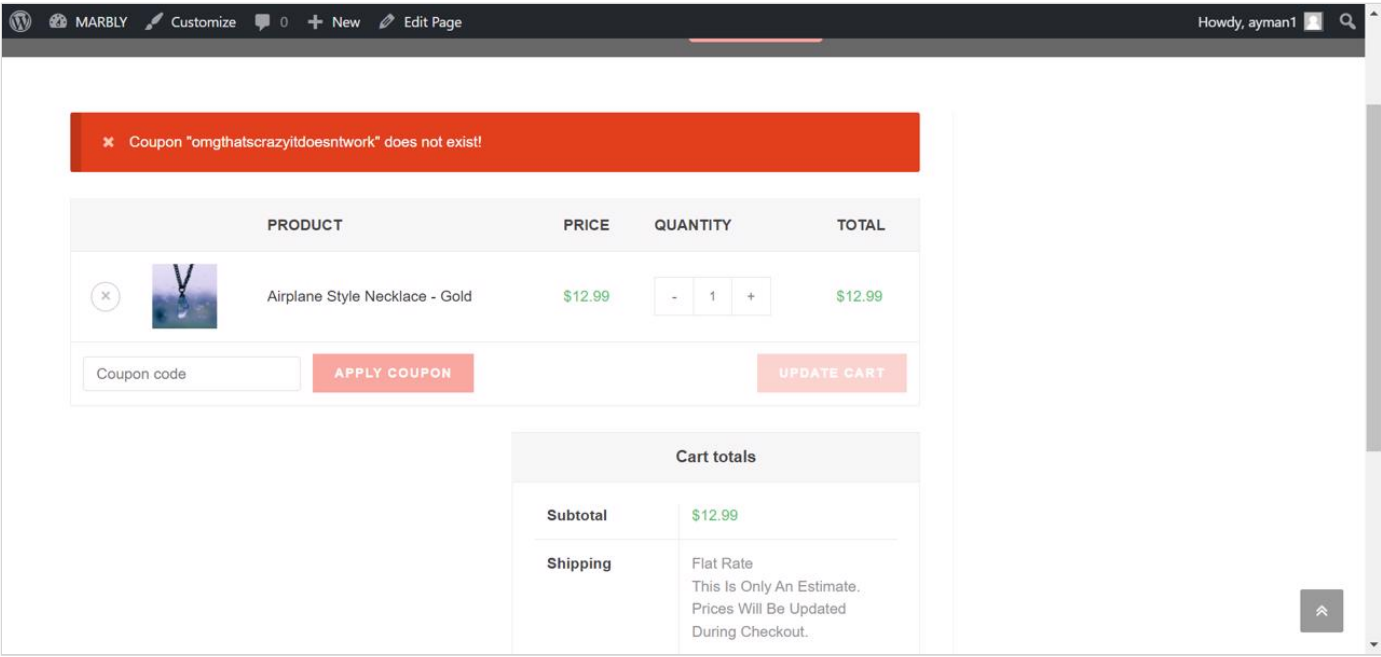 MARBLY Customize 0 New Edit Page Howdy, ayman1
Coupon "omgthatscrazyitdoesntwork" does not exist!
PRODUCT PRICE QUANTITY TOTAL
Airplane Style Necklace - Gold $12.99 - 1 + $12.99
Coupon code APPLY COUPON UPDATE CART
Cart totals
Subtotal $12.99
Shipping Flat Rate
This Is Only An Estimate.
Prices Will Be Updated
During Checkout.